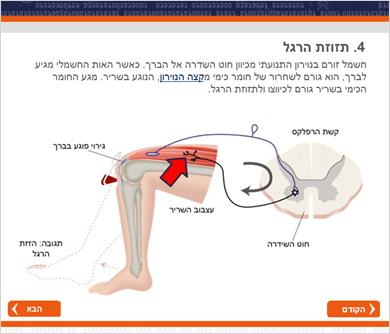 4. תזוזת הרגל
חשמל זורם בנוירון התנועתי מכיוון חוט השדרה אל הברך. כאשר האות החשמלי מגיע
לברך, הוא גורם לשחרור של חומר כימי מקצה הנוירון, הנוגע בשריר. מגע החומר
הכימי בשריר גורם לכיווצו ולתזוזת הרגל.
קשת הרפלקס
גירוי פוגע בברך
עצבוב השריר
חוט השידרה
תגובה: הזזת
הרגל
הבא
הקודם